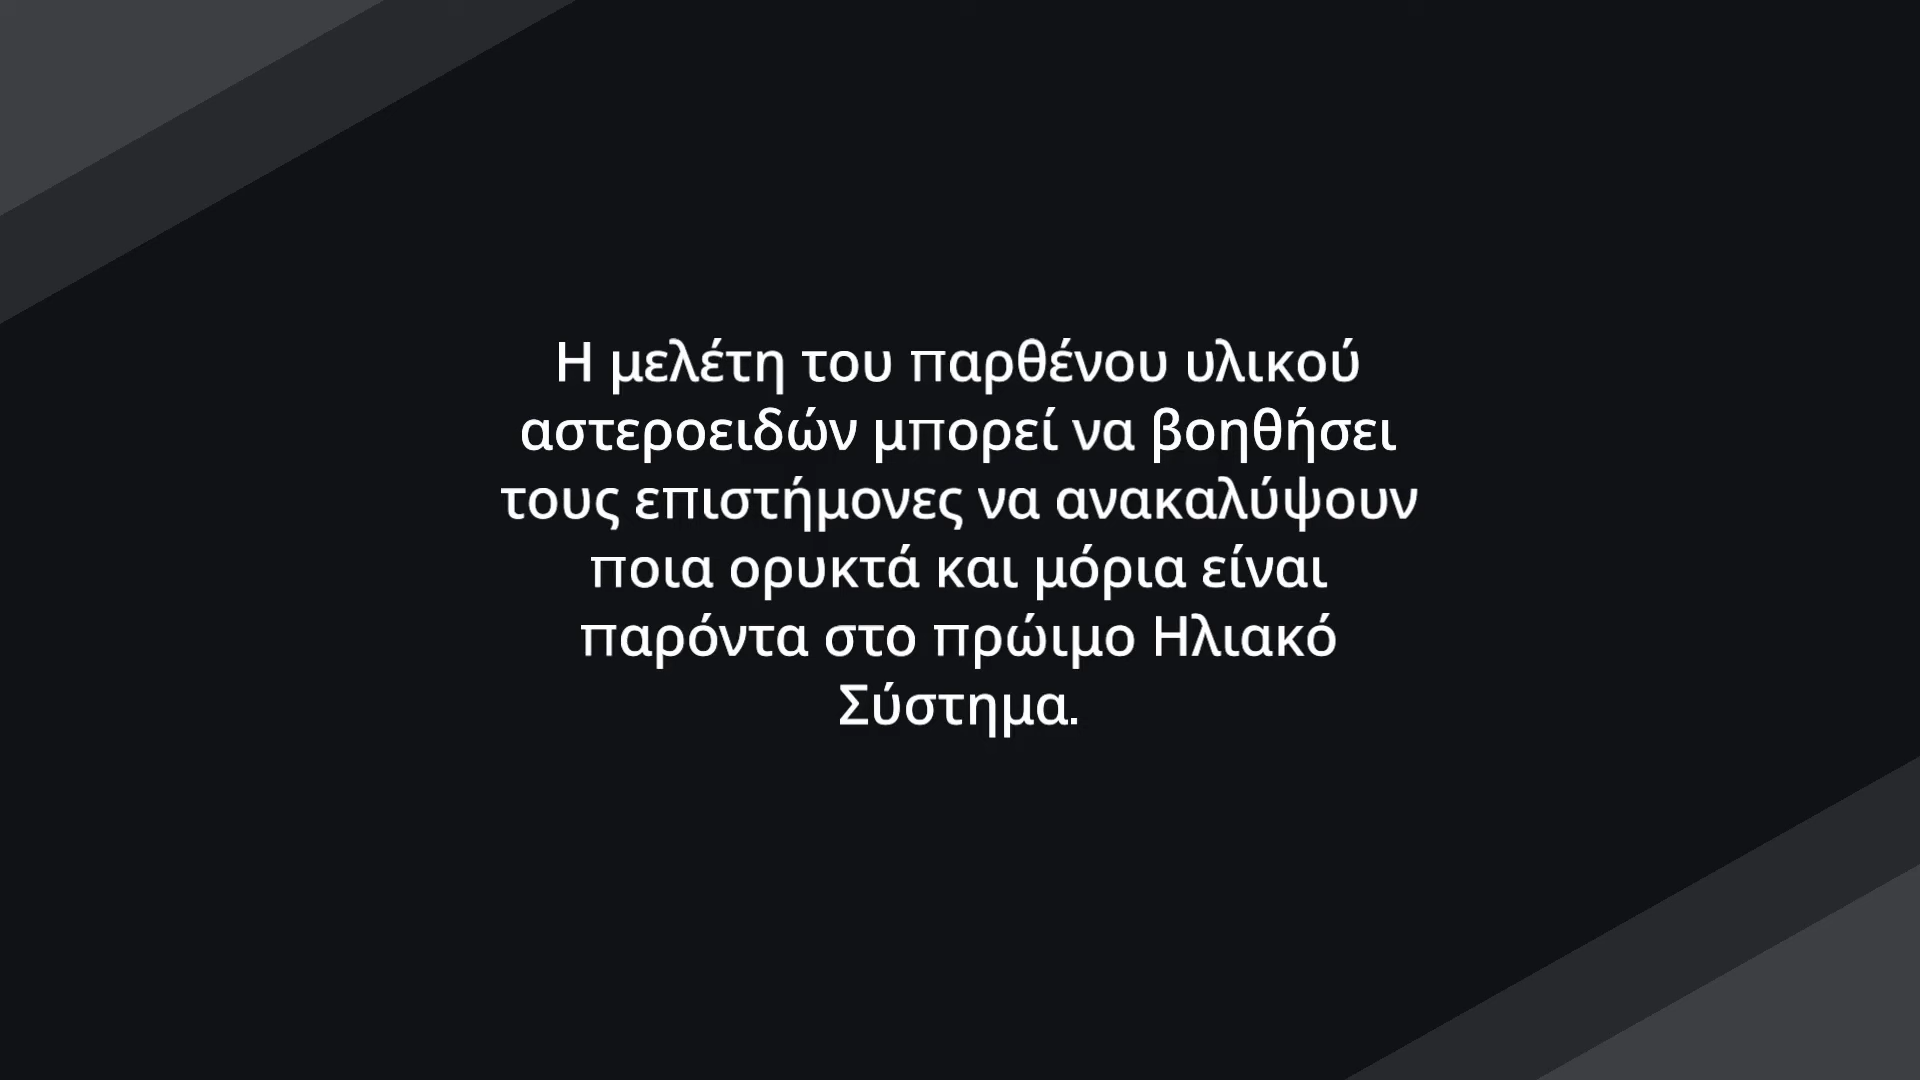 Η μελέτη του παρθένου υλικού
αστεροειδών μπορεί να βοηθήσει
τους επιστήμονες να ανακαλύψουν
ποια ορυκτά και μόρια είναι
παρόντα στο πρώιμο Ηλιακό
Σύστημα.